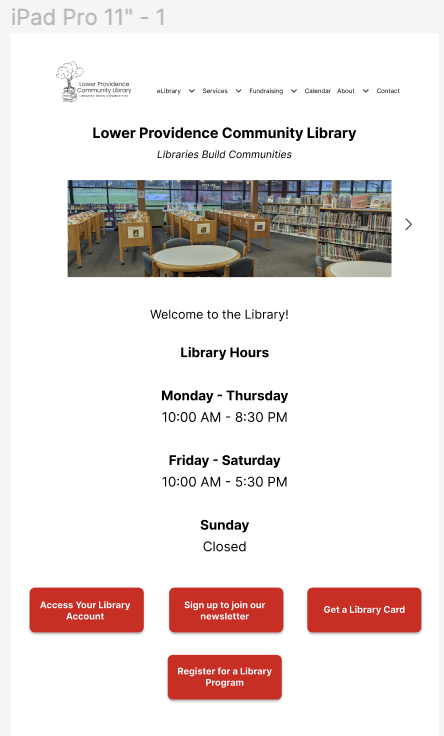 iPad Pro 11" - 1
Lower Providence
Community Library
LIBRARIES BUILD COMMUNITIES
eLibrary Services Fundraising Calendar About Contact
Lower Providence Community Library
Libraries Build Communities
Welcome to the Library!
Library Hours
Monday - Thursday
10:00 AM - 8:30 PM
Friday - Saturday
10:00 AM - 5:30 PM
Sunday
Closed
Access Your Library
Account
Sign up to join our
newsletter
Get a Library Card
Register for a Library
Program